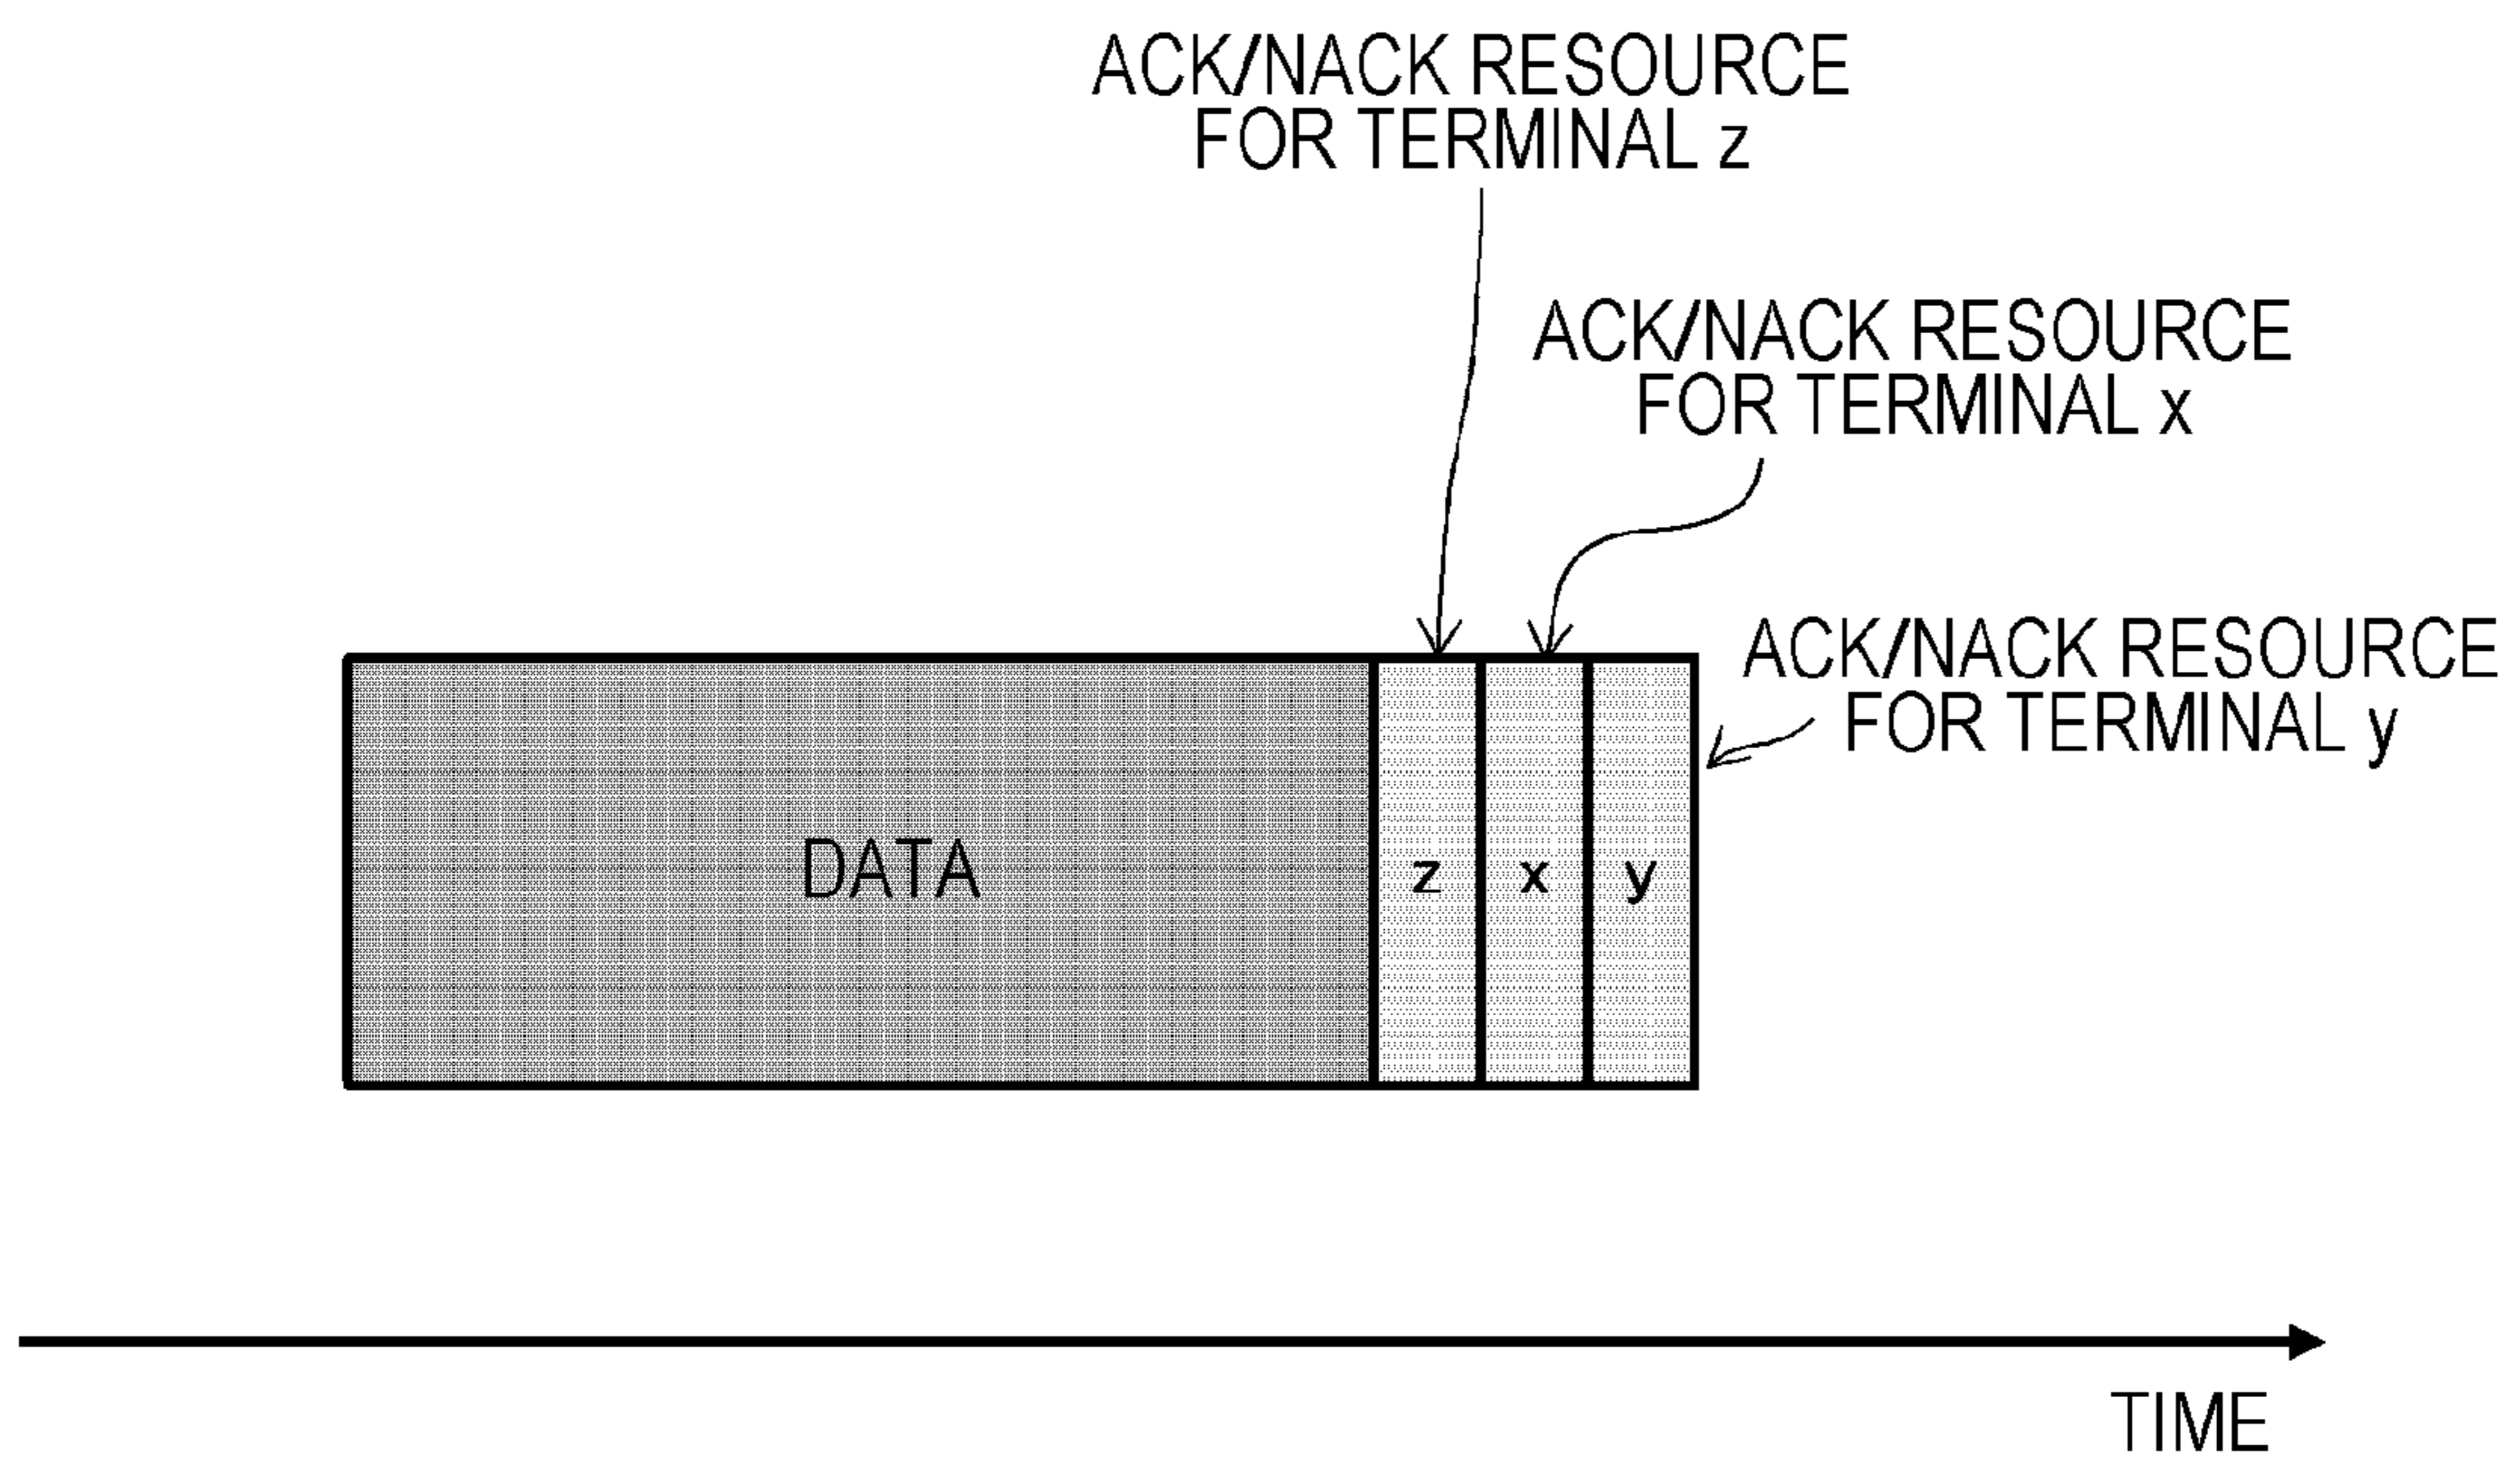 ACK/NACK RESOURCE
FOR TERMINAL z
ACK/NACK RESOURCE
FOR TERMINAL x
ACK/NACK RESOURCE
FOR TERMINAL y
DATA
z
x
y
TIME